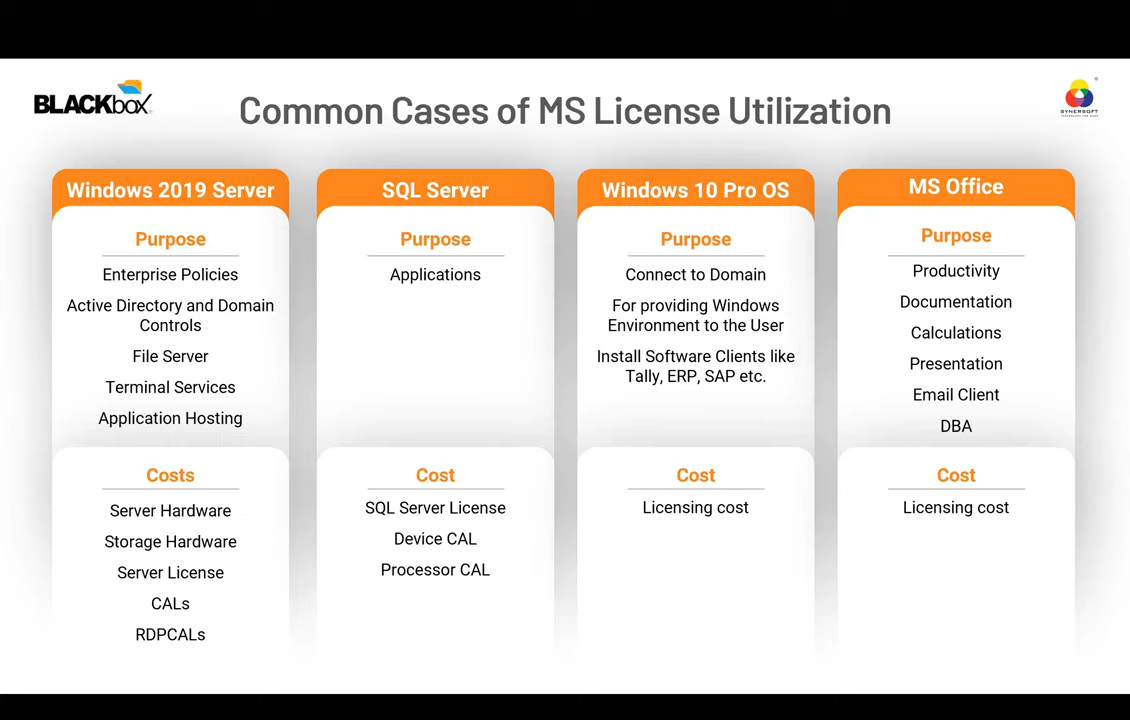 BLACKbox
Common Cases of MS License Utilization
SYNERSOFT
Windows 2019 Server
Purpose
Enterprise Policies
Active Directory and Domain
Controls
File Server
Terminal Services
Application Hosting
Costs
Server Hardware
Storage Hardware
Server License
CALs
RDPCALs
SQL Server
Purpose
Applications
Cost
SQL Server License
Device CAL
Processor CAL
Windows 10 Pro OS
Purpose
Connect to Domain
For providing Windows
Environment to the User
Install Software Clients like
Tally, ERP, SAP etc.
Cost
Licensing cost
MS Office
Purpose
Productivity
Documentation
Calculations
Presentation
Email Client
DBA
Cost
Licensing cost